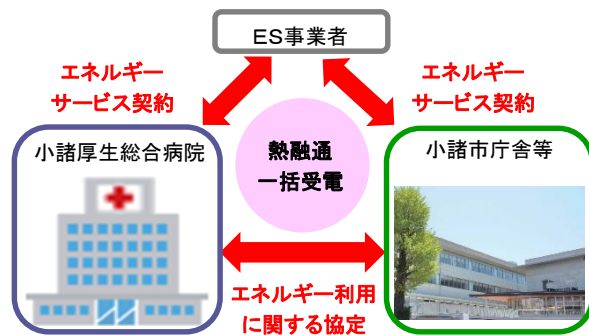 ES事業者
エネルギー
サービス契約
エネルギー
サービス契約
小諸厚生総合病院
熱融通
一括受電
小諸市庁舎等
エネルギー利用
に関する協定